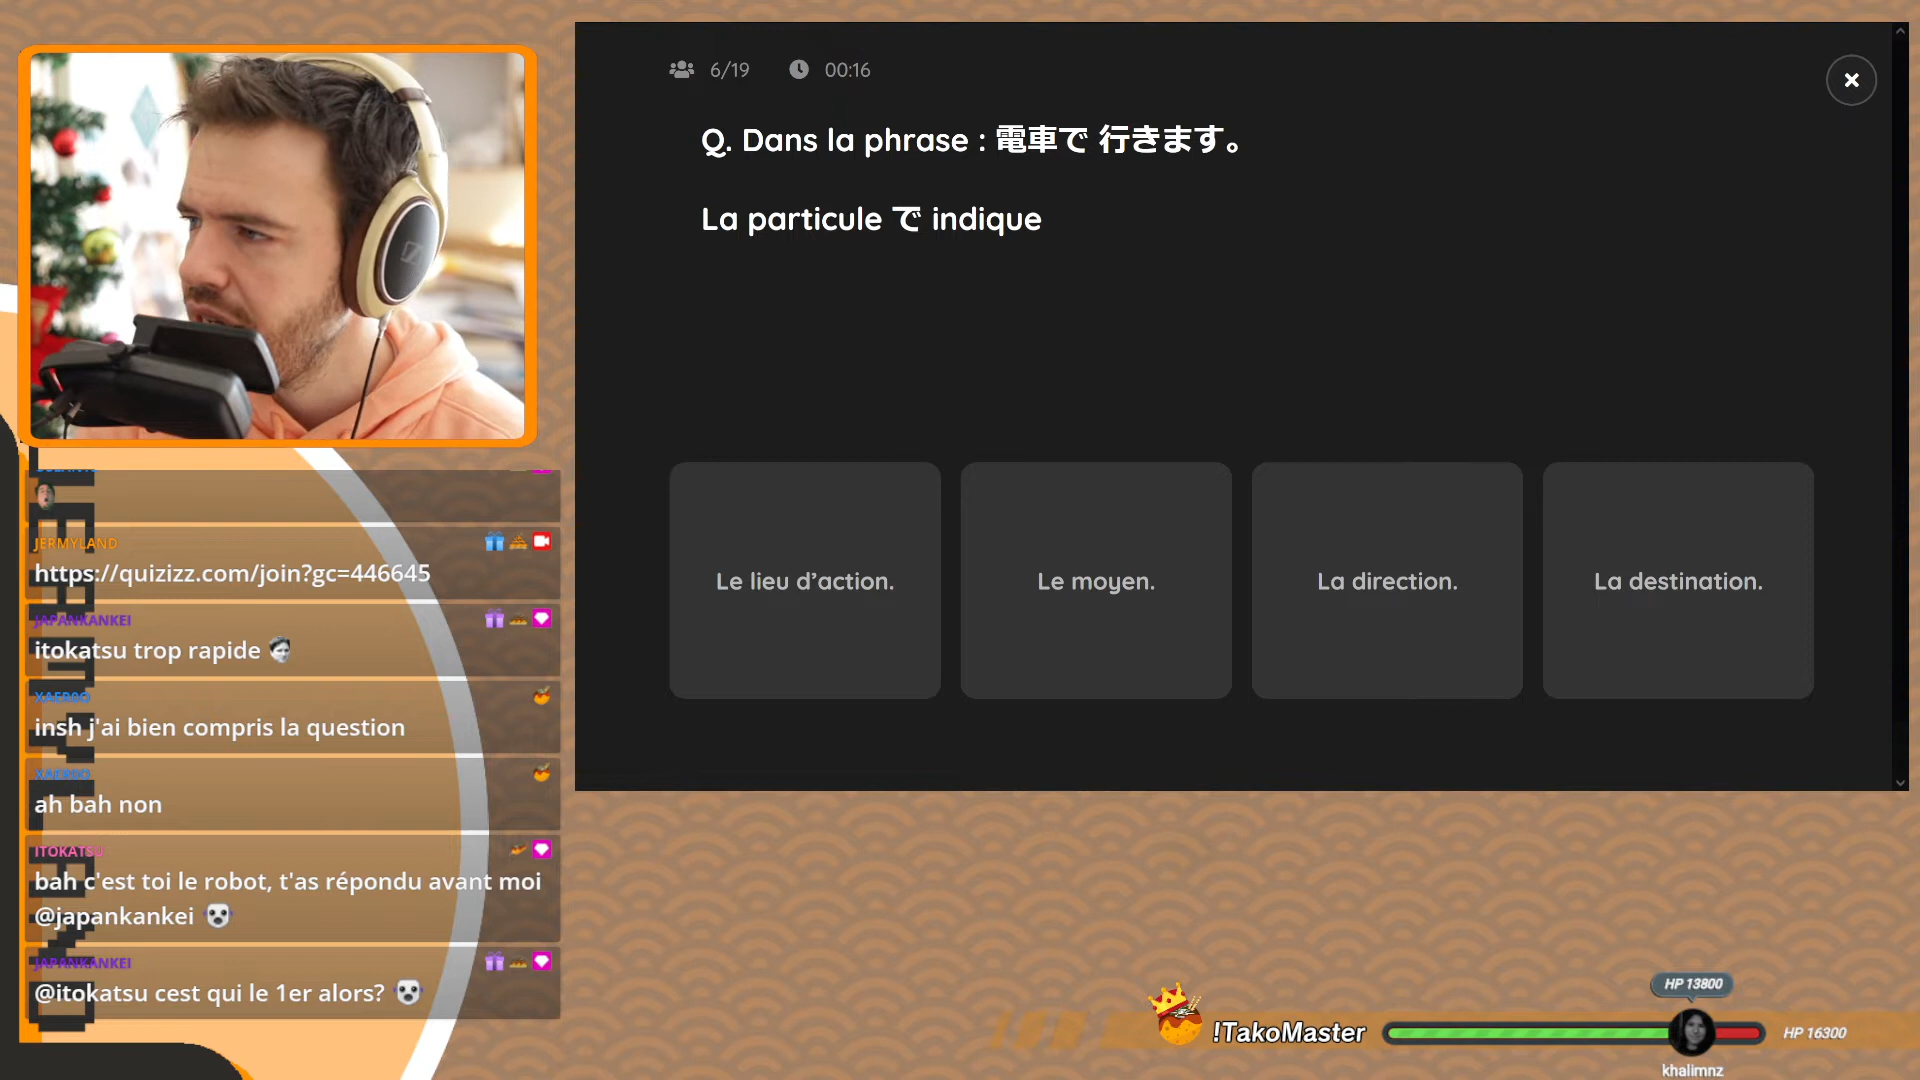 6/19
00:16
Q. Dans la phrase : 電車で 行きます。
La particule で indique
Le lieu d'action.
Le moyen.
La direction.
La destination.
JERMYLAND
https://quizizz.com/join?gc=446645
JAPANKANKEI
itokatsu trop rapide
insh j'ai bien compris la question
ah bah non
ITOKATSU
bah c'est toi le robot, t'as répondu avant moi
@japankankei
JAPANKANKEI
@itokatsu cest qui le 1er alors?
!TakoMaster
HP 13800
HP 16300
khalimnz